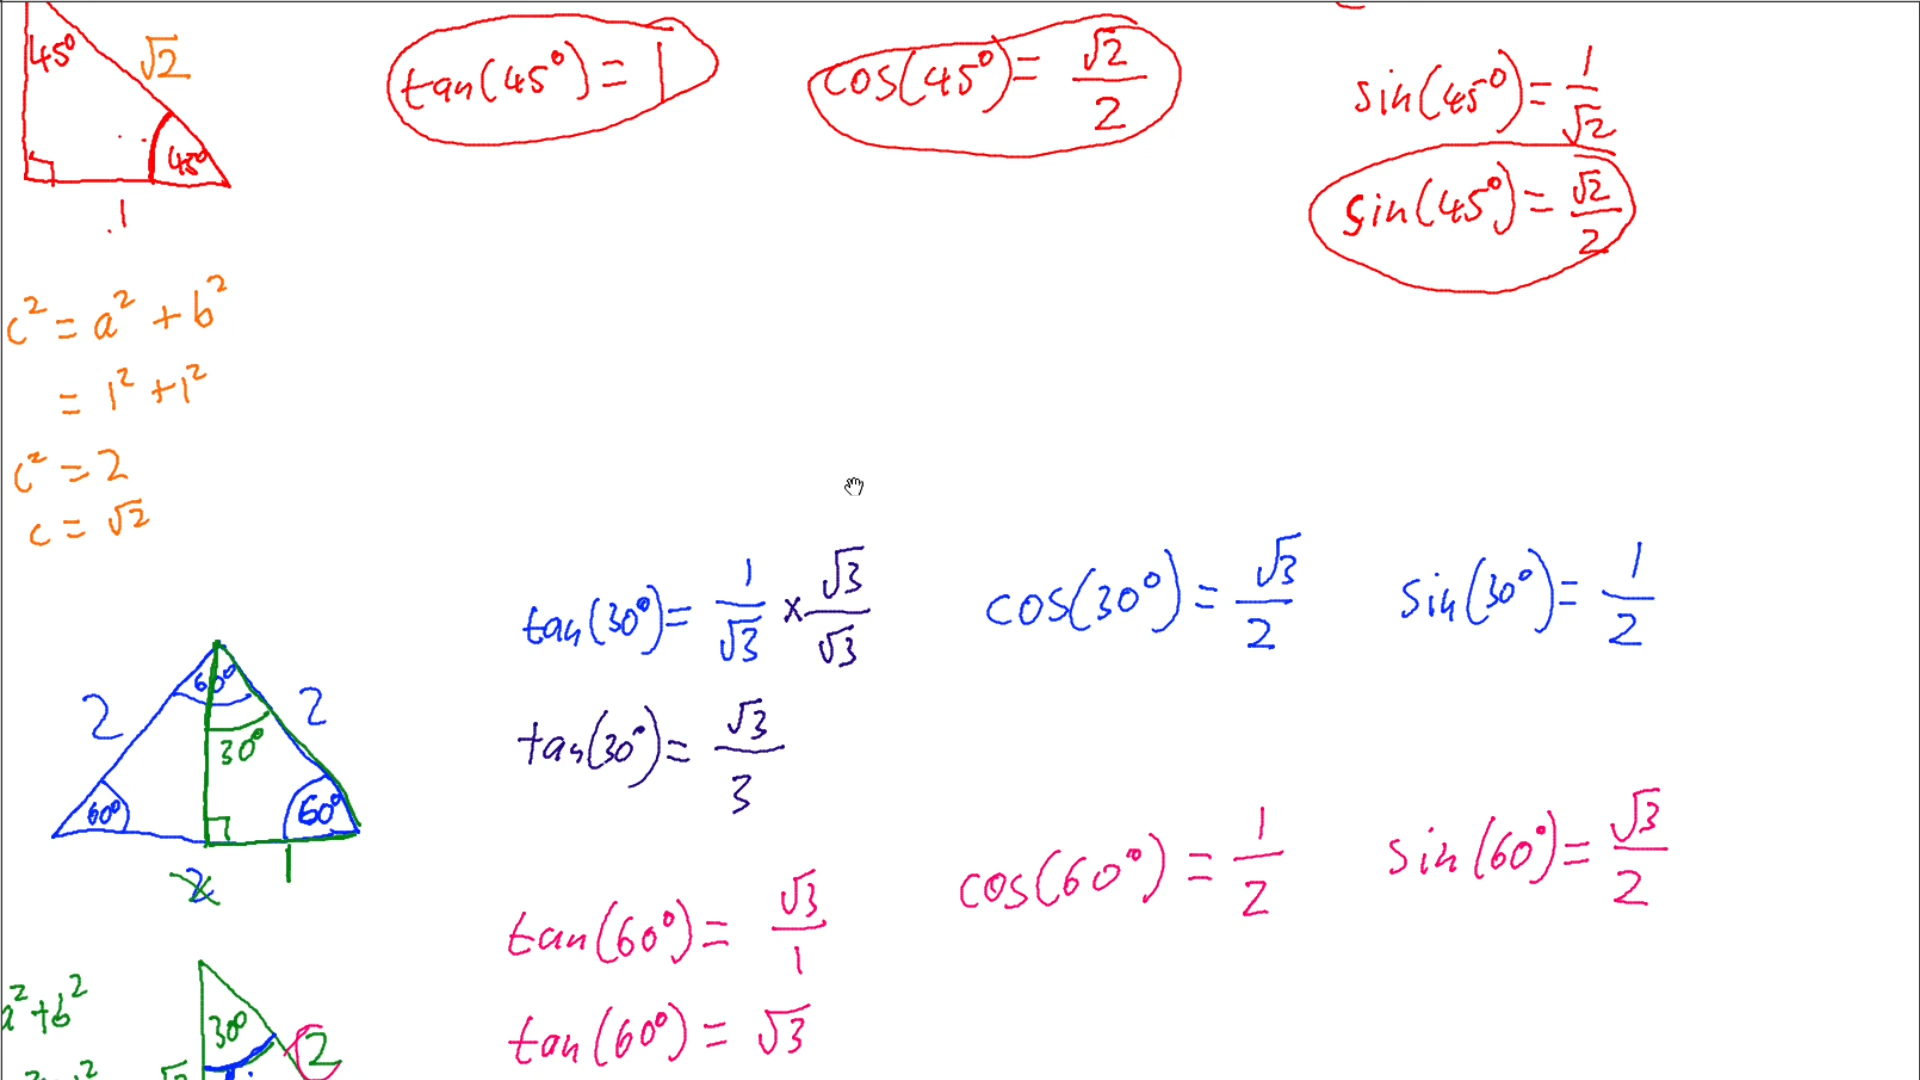 45° √2
tan(45°) = 1
cos(45°) = √2/2
sin(45°) = 1/√2
45°
1
sin(45°) = √2/2
c² = a² + b²
= 1² + 1²
c² = 2
c = √2
tan(30°) = 1/√3 × √3/√3
cos(30°) = √3/2
sin(30°) = 1/2
60°
2 2
30°
60° 60°
2 1
tan(30°) = √3/3
tan(60°) = √3/1
cos(60°) = 1/2
sin(60°) = √3/2
a² + b²
30° 2
tan(60°) = √3